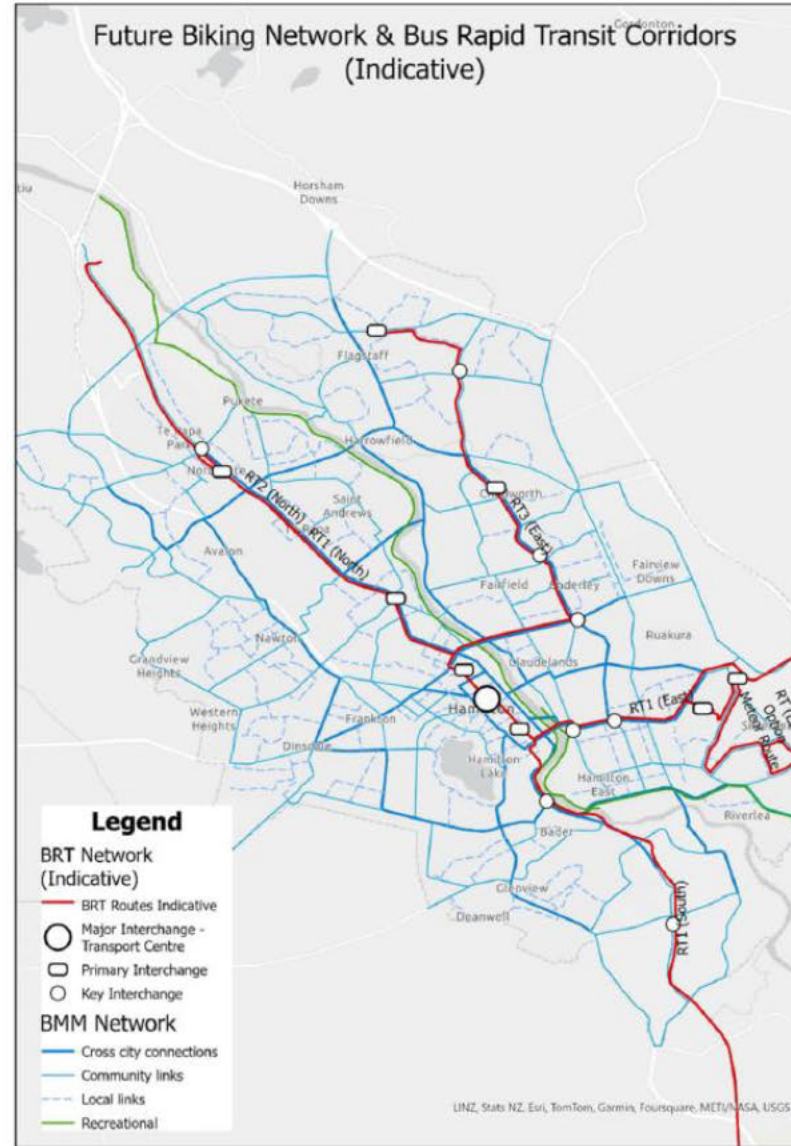 Future Biking Network & Bus Rapid Transit Corridors
(Indicative)
Gordonton
tiu
Horsham
Downs
Flagstaff
Pukete
Te Rapa
Park
Harrowfield
RT2 (North)
RT1 (North)
Saint
Andrews
RT3 (East)
Avalon
Fairfield
Enderley
Fairview
Downs
Nawton
Ruakura
Grandview
Heights
Claudelands
RT1 (East)
Meteor Route
Western
Heights
Frankton
Hamilton
Dinsdale
Hamilton
Lake
Hamilton
East
Riverlea
Bader
Glenview
Deanwell
RT1 (South)
Legend
BRT Network
(Indicative)
BRT Routes Indicative
Major Interchange -
Transport Centre
Primary Interchange
Key Interchange
BMM Network
Cross city connections
Community links
Local links
Recreational
LINZ, Stats NZ, Esri, TomTom, Garmin, Foursquare, METI/NASA, USGS